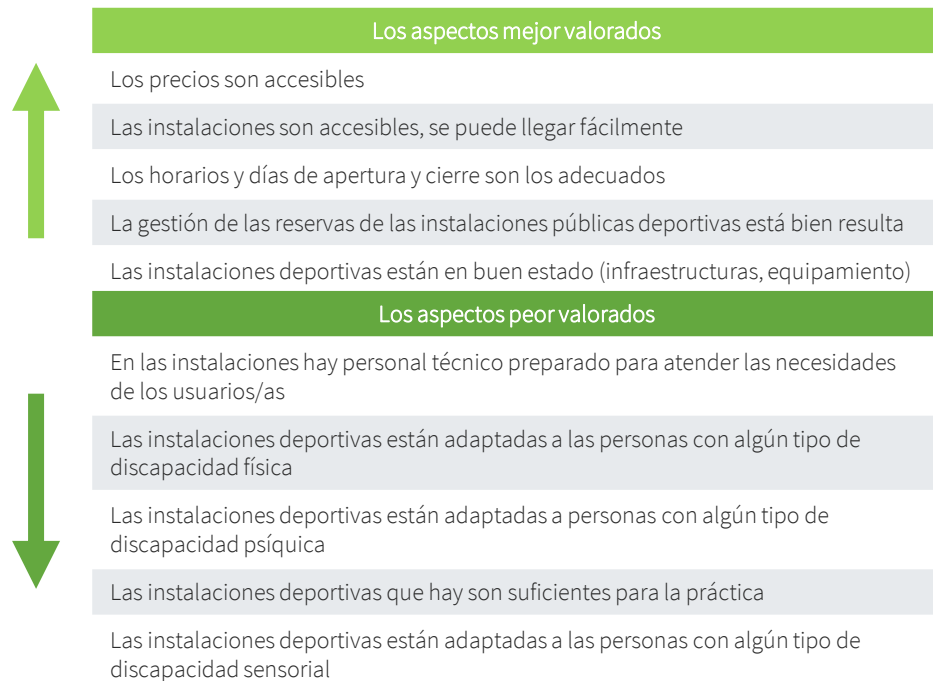 Los aspectos mejor valorados
Los precios son accesibles
Las instalaciones son accesibles, se puede llegar fácilmente
Los horarios y días de apertura y cierre son los adecuados
La gestión de las reservas de las instalaciones públicas deportivas está bien resulta
Las instalaciones deportivas están en buen estado (infraestructuras, equipamiento)
Los aspectos peor valorados
En las instalaciones hay personal técnico preparado para atender las necesidades
de los usuarios/as
Las instalaciones deportivas están adaptadas a las personas con algún tipo de
discapacidad física
Las instalaciones deportivas están adaptadas a personas con algún tipo de
discapacidad psíquica
Las instalaciones deportivas que hay son suficientes para la práctica
Las instalaciones deportivas están adaptadas a las personas con algún tipo de
discapacidad sensorial